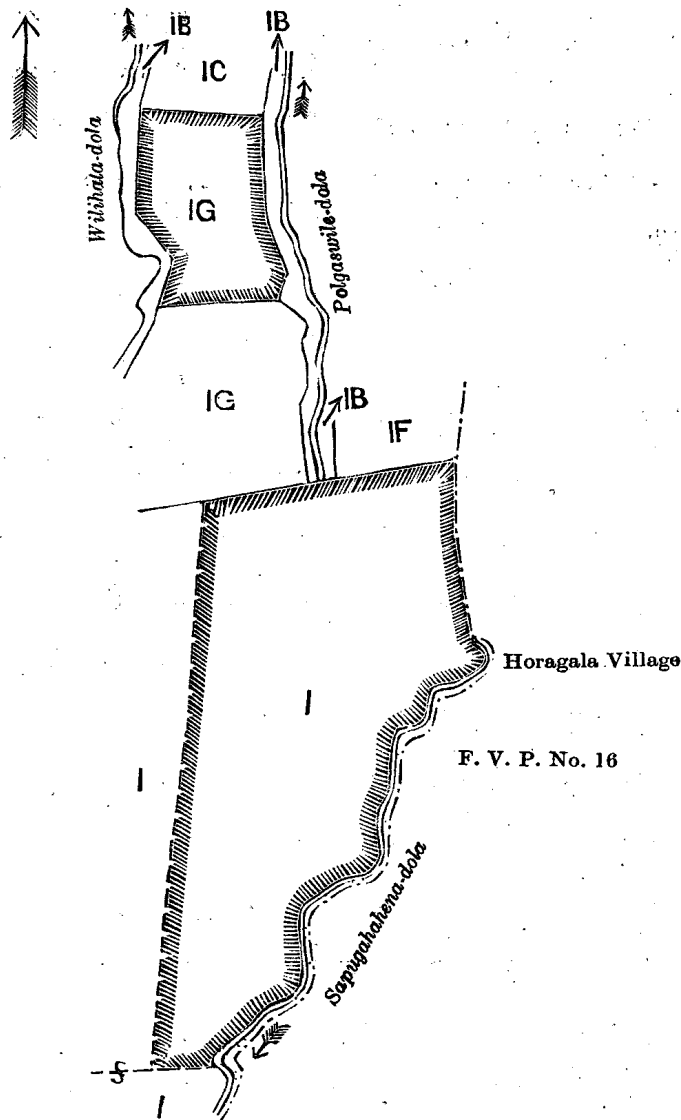 IB
IB
IC
Wilihata-dola
IG
Polgaswile-dola
IG
IB
IF
Horagala Village
I
F. V. P. No. 16
I
Sapugahahena-dola
I